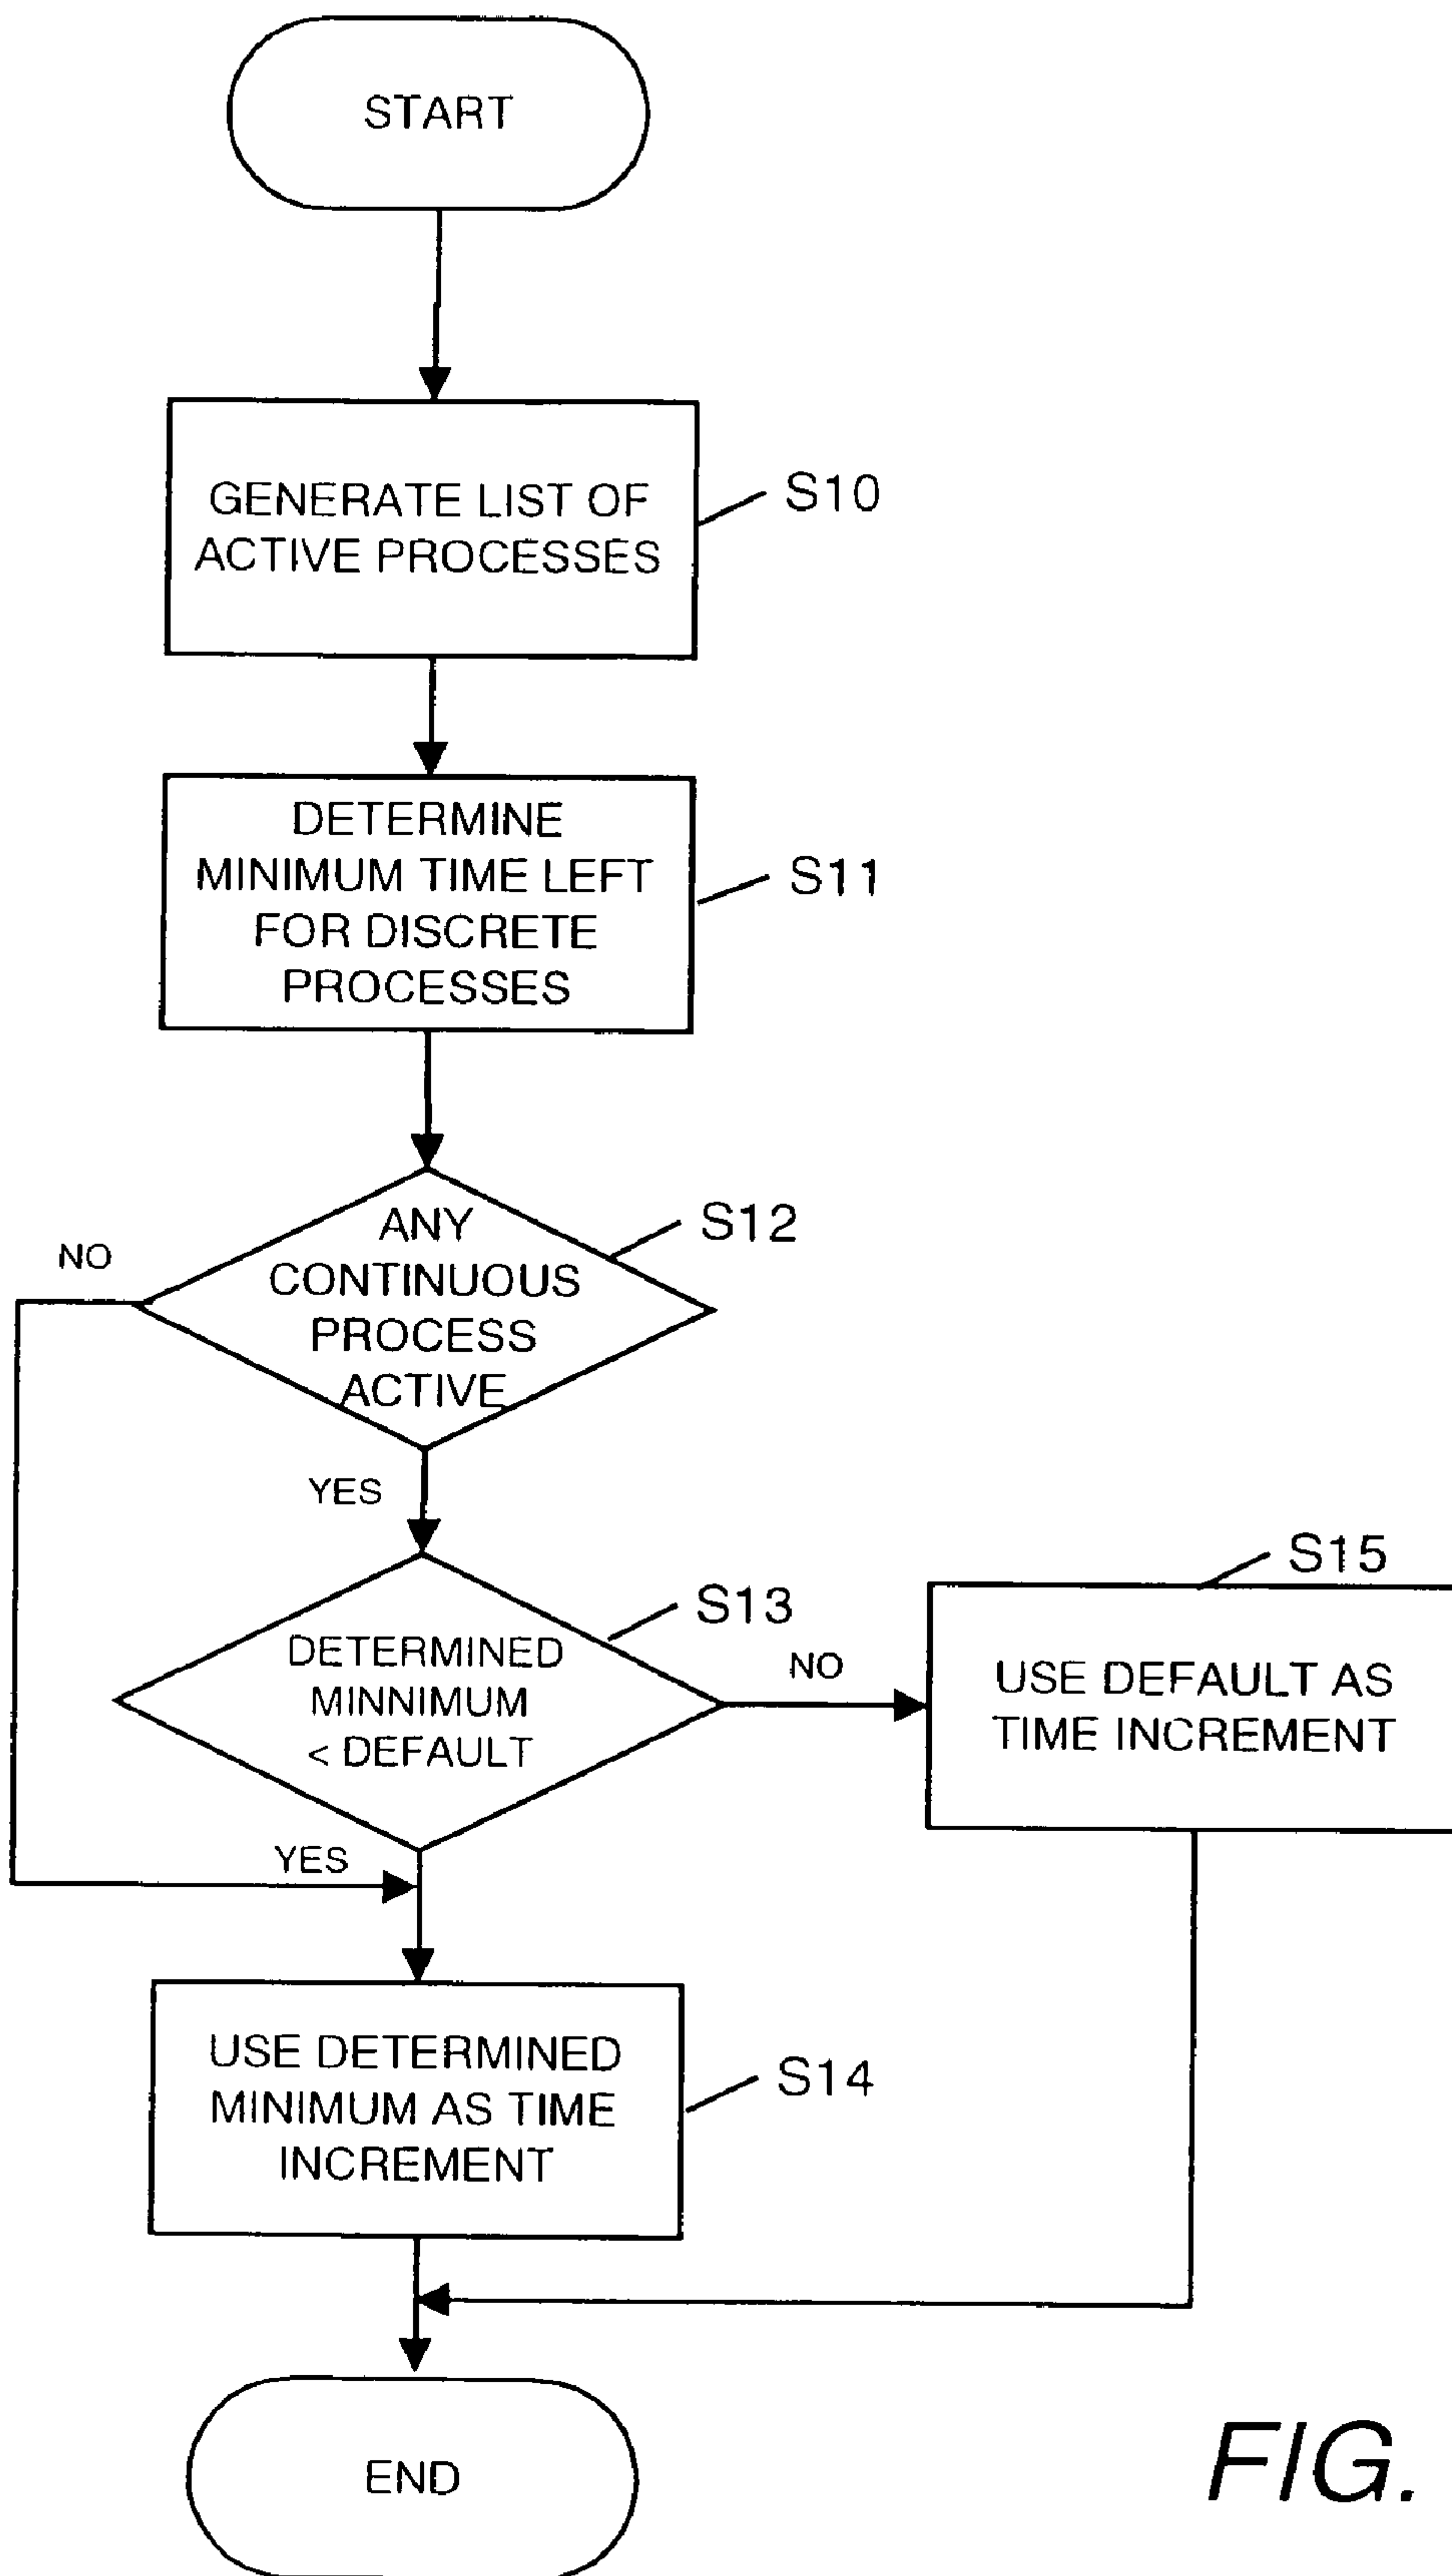 START
GENERATE LIST OF
ACTIVE PROCESSES
S10
DETERMINE
MINIMUM TIME LEFT
FOR DISCRETE
PROCESSES
S11
ANY
CONTINUOUS
PROCESS
ACTIVE
S12
NO
YES
DETERMINED
MINNIMUM
< DEFAULT
S13
NO
S15
USE DEFAULT AS
TIME INCREMENT
YES
USE DETERMINED
MINIMUM AS TIME
INCREMENT
S14
END
FIG.